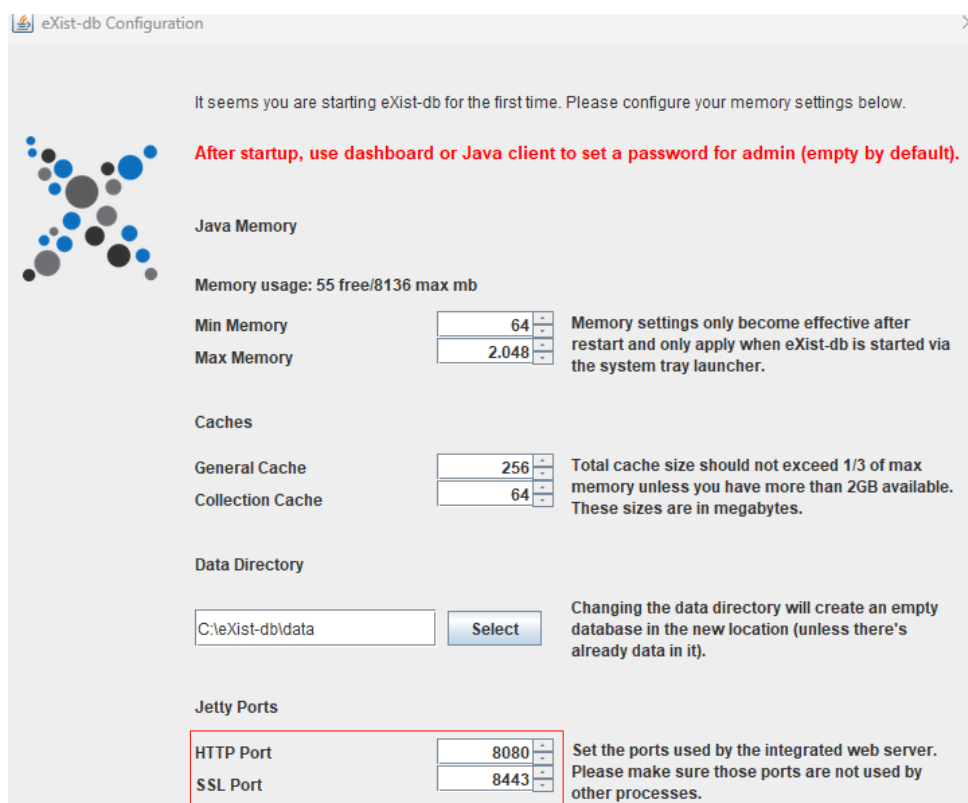 eXist-db Configuration
It seems you are starting eXist-db for the first time. Please configure your memory settings below.
After startup, use dashboard or Java client to set a password for admin (empty by default).
Java Memory
Memory usage: 55 free/8136 max mb
Min Memory 64
Max Memory 2.048
Memory settings only become effective after
restart and only apply when eXist-db is started via
the system tray launcher.
Caches
General Cache 256
Collection Cache 64
Total cache size should not exceed 1/3 of max
memory unless you have more than 2GB available.
These sizes are in megabytes.
Data Directory
C:\eXist-db\data Select
Changing the data directory will create an empty
database in the new location (unless there's
already data in it).
Jetty Ports
HTTP Port 8080
SSL Port 8443
Set the ports used by the integrated web server.
Please make sure those ports are not used by
other processes.